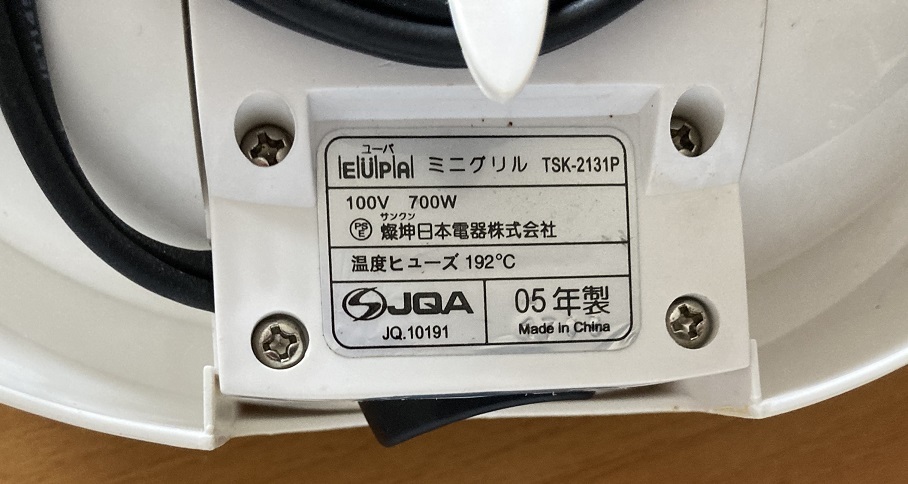 ユーパ
EUPA ミニグリル TSK-2131P
100V 700W
サンクン
PSE 燦坤日本電器株式会社
温度ヒューズ 192°C
JQA
JQ.10191
05年製
Made in China